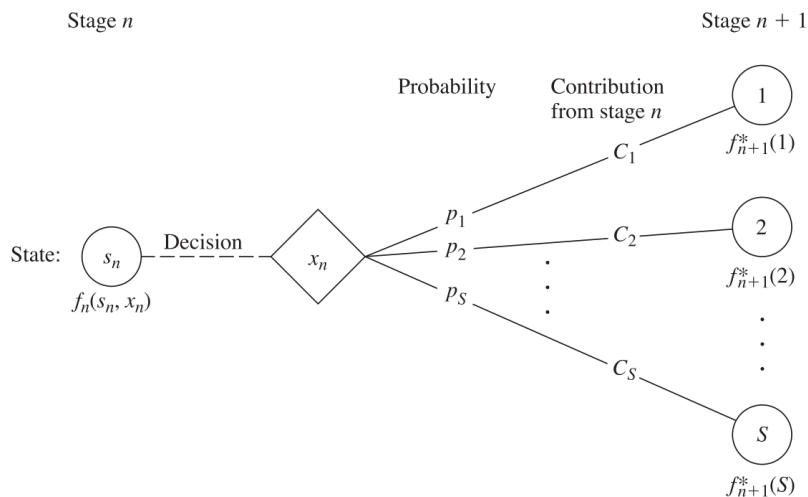 Stage n
Stage n + 1
Probability
Contribution
from stage n
1
f*n+1(1)
C1
p1
State:
sn
Decision
xn
p2
C2
2
fn(sn, xn)
f*n+1(2)
pS
CS
S
f*n+1(S)